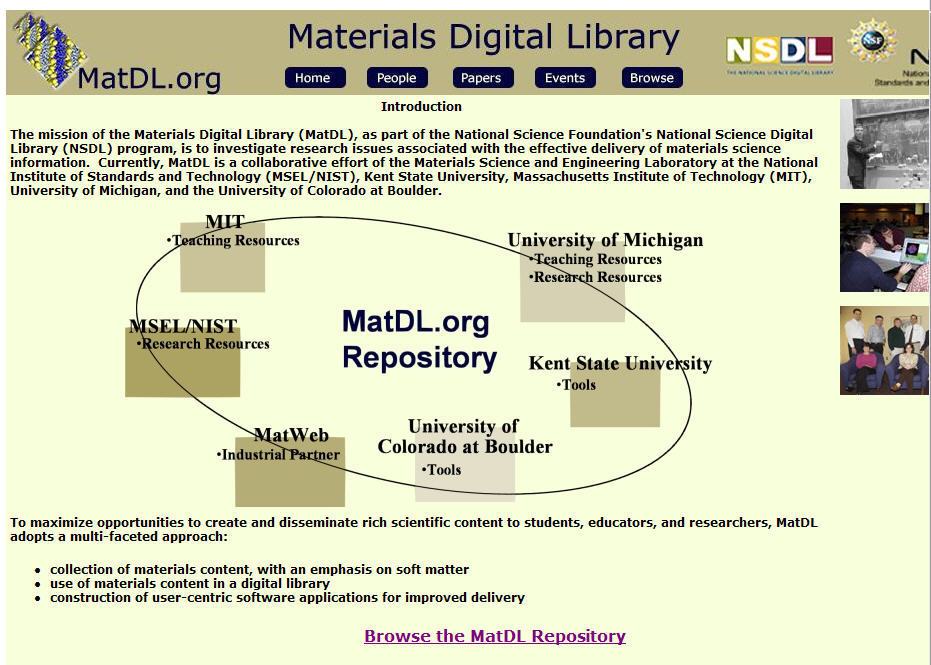 Materials Digital Library
MatDL.org
Home People Papers Events Browse
NSDL
THE NATIONAL SCIENCE DIGITAL LIBRARY
NSF
N
Nation
Standards and
Introduction
The mission of the Materials Digital Library (MatDL), as part of the National Science Foundation's National Science Digital
Library (NSDL) program, is to investigate research issues associated with the effective delivery of materials science
information. Currently, MatDL is a collaborative effort of the Materials Science and Engineering Laboratory at the National
Institute of Standards and Technology (MSEL/NIST), Kent State University, Massachusetts Institute of Technology (MIT),
University of Michigan, and the University of Colorado at Boulder.
MIT
•Teaching Resources
University of Michigan
•Teaching Resources
•Research Resources
MSEL/NIST
•Research Resources
MatDL.org
Repository
Kent State University
•Tools
MatWeb
•Industrial Partner
University of
Colorado at Boulder
•Tools
To maximize opportunities to create and disseminate rich scientific content to students, educators, and researchers, MatDL
adopts a multi-faceted approach:
• collection of materials content, with an emphasis on soft matter
• use of materials content in a digital library
• construction of user-centric software applications for improved delivery
Browse the MatDL Repository